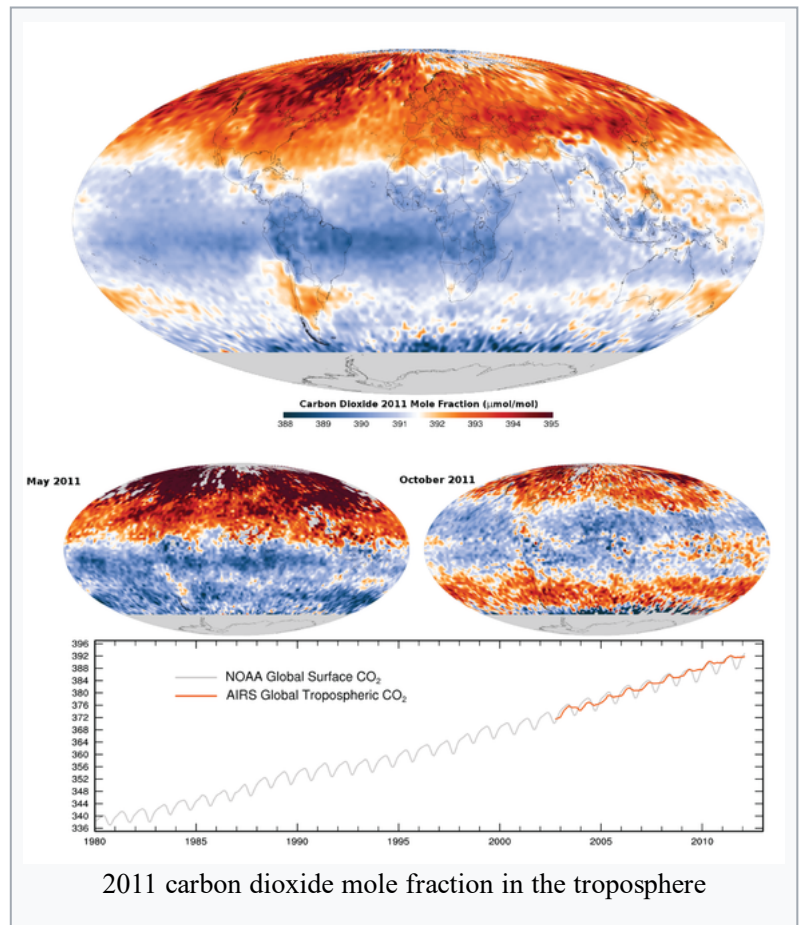 Carbon Dioxide 2011 Mole Fraction (μmol/mol)
388 389 390 391 392 393 394 395
May 2011
October 2011
396
392
388
384
380
376
372
368
364
360
356
352
348
344
340
336
NOAA Global Surface CO₂
AIRS Global Tropospheric CO₂
1980 1985 1990 1995 2000 2005 2010
2011 carbon dioxide mole fraction in the troposphere